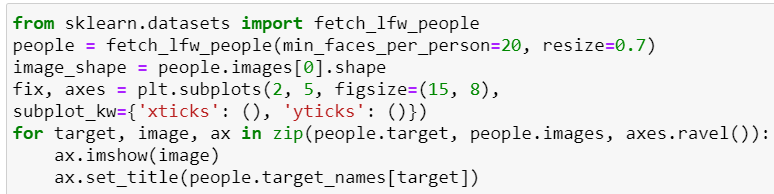 from sklearn.datasets import fetch_lfw_people
people = fetch_lfw_people(min_faces_per_person=20, resize=0.7)
image_shape = people.images[0].shape
fix, axes = plt.subplots(2, 5, figsize=(15, 8),
subplot_kw={'xticks': (), 'yticks': ()})
for target, image, ax in zip(people.target, people.images, axes.ravel()):
    ax.imshow(image)
    ax.set_title(people.target_names[target])